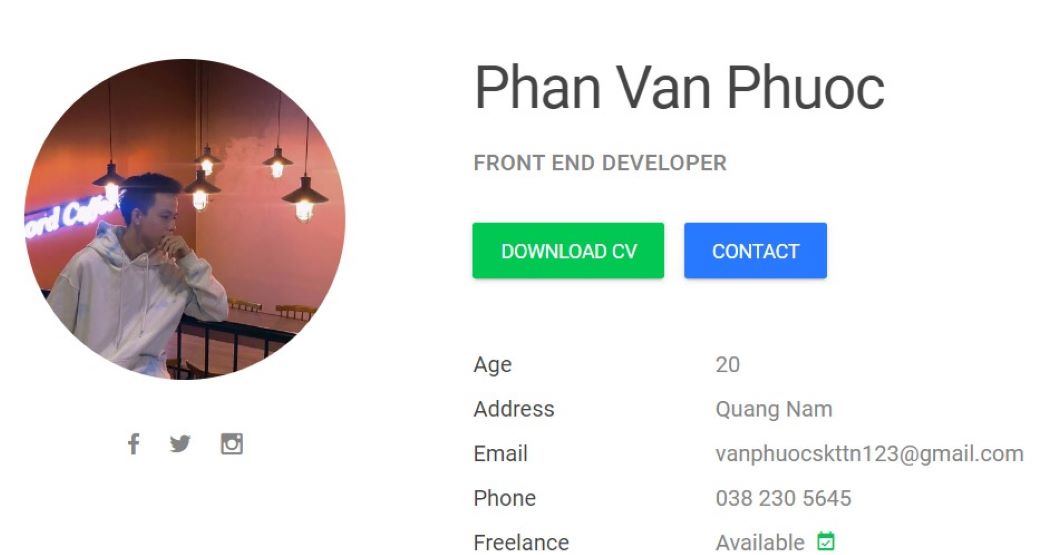 Phan Van Phuoc
FRONT END DEVELOPER
DOWNLOAD CV CONTACT
Age 20
Address Quang Nam
Email vanphuocskttn123@gmail.com
Phone 038 230 5645
Freelance Available